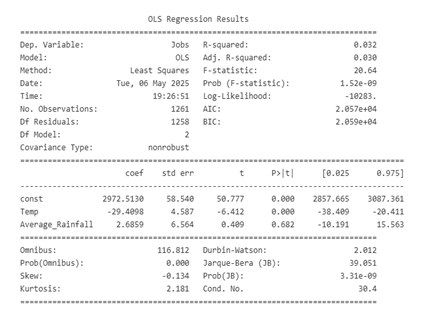 OLS Regression Results
==============================================================================
Dep. Variable: Jobs R-squared: 0.032
Model: OLS Adj. R-squared: 0.030
Method: Least Squares F-statistic: 20.64
Date: Tue, 06 May 2025 Prob (F-statistic): 1.52e-09
Time: 19:26:51 Log-Likelihood: -10283.
No. Observations: 1261 AIC: 2.057e+04
Df Residuals: 1258 BIC: 2.059e+04
Df Model: 2
Covariance Type: nonrobust
==============================================================================
coef std err t P>|t| [0.025 0.975]
------------------------------------------------------------------------------
const 2972.5130 58.540 50.777 0.000 2857.665 3087.361
Temp -29.4098 4.587 -6.412 0.000 -38.409 -20.411
Average_Rainfall 2.6859 6.564 0.409 0.682 -10.191 15.563
==============================================================================
Omnibus: 116.812 Durbin-Watson: 2.012
Prob(Omnibus): 0.000 Jarque-Bera (JB): 39.051
Skew: -0.134 Prob(JB): 3.31e-09
Kurtosis: 2.181 Cond. No. 30.4
==============================================================================